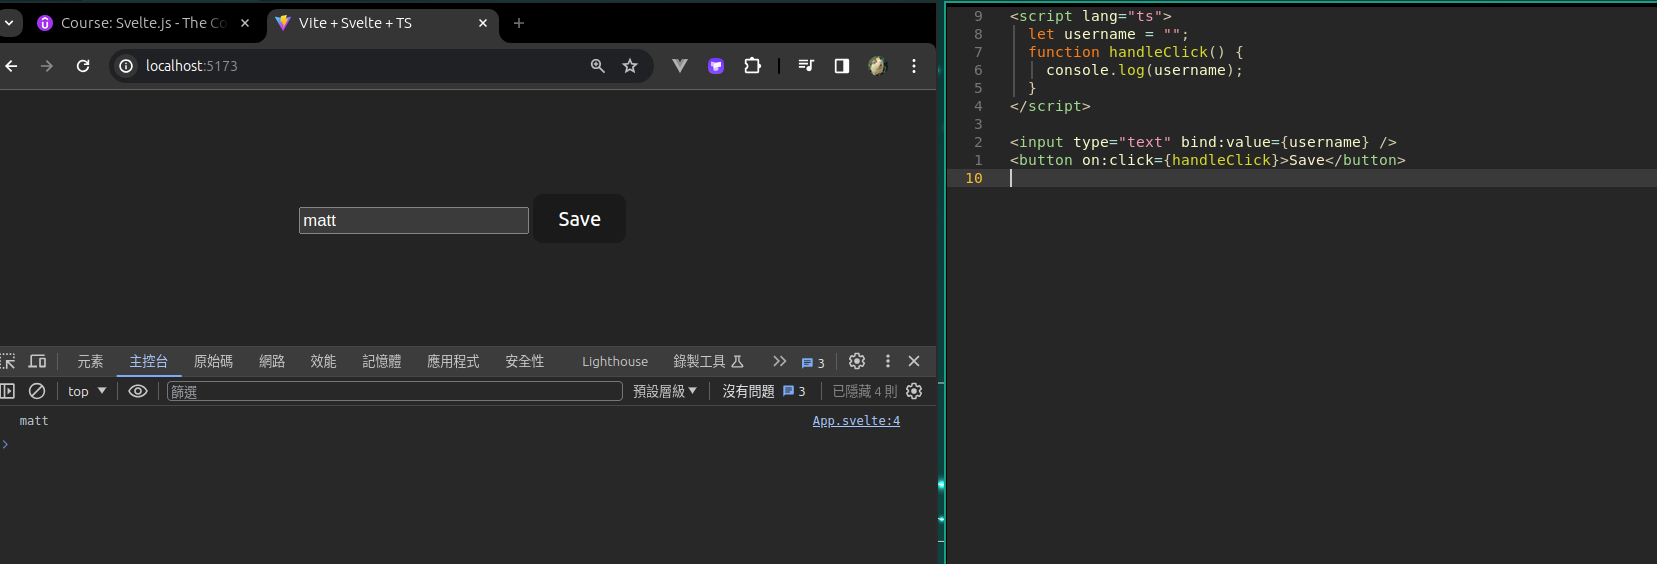 Course: Svelte.js - The Co
Vite + Svelte + TS
localhost:5173
matt
Save
元素 主控台 原始碼 網路 效能 記憶體 應用程式 安全性 Lighthouse 錄製工具 3
top 篩選 預設層級 沒有問題 3 已隱藏 4 則
matt App.svelte:4
9 <script lang="ts">
8 let username = "";
7 function handleClick() {
6 console.log(username);
5 }
4 </script>
3
2 <input type="text" bind:value={username} />
1 <button on:click={handleClick}>Save</button>
10